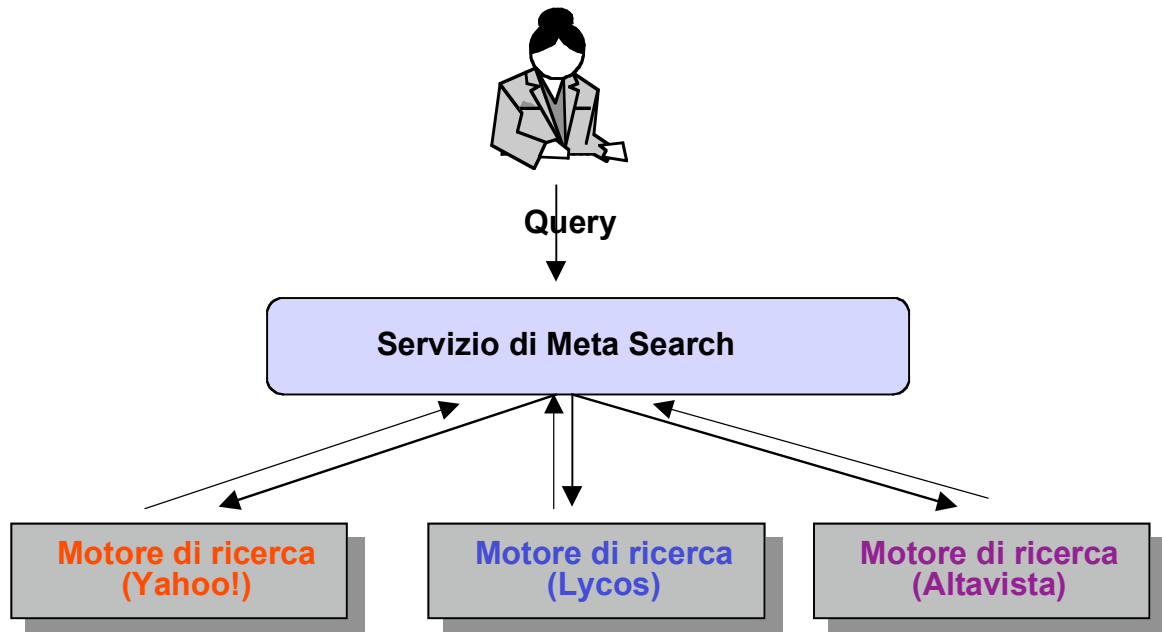 Query
Servizio di Meta Search
Motore di ricerca
(Yahoo!)
Motore di ricerca
(Lycos)
Motore di ricerca
(Altavista)